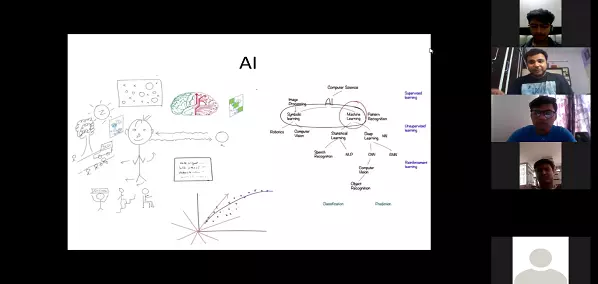 AI
Computer Science
AI
Image
Processing
Symbolic
learning
Machine
Learning
Pattern
Recognition
Robotics
Computer
Vision
Statistical
Learning
Deep
Learning
NN
Speech
Recognition
NLP
CNN
RNN
Computer
Vision
Object
Recognition
Classification
Prediction
Supervised
learning
Unsupervised
learning
Reinforcement
learning